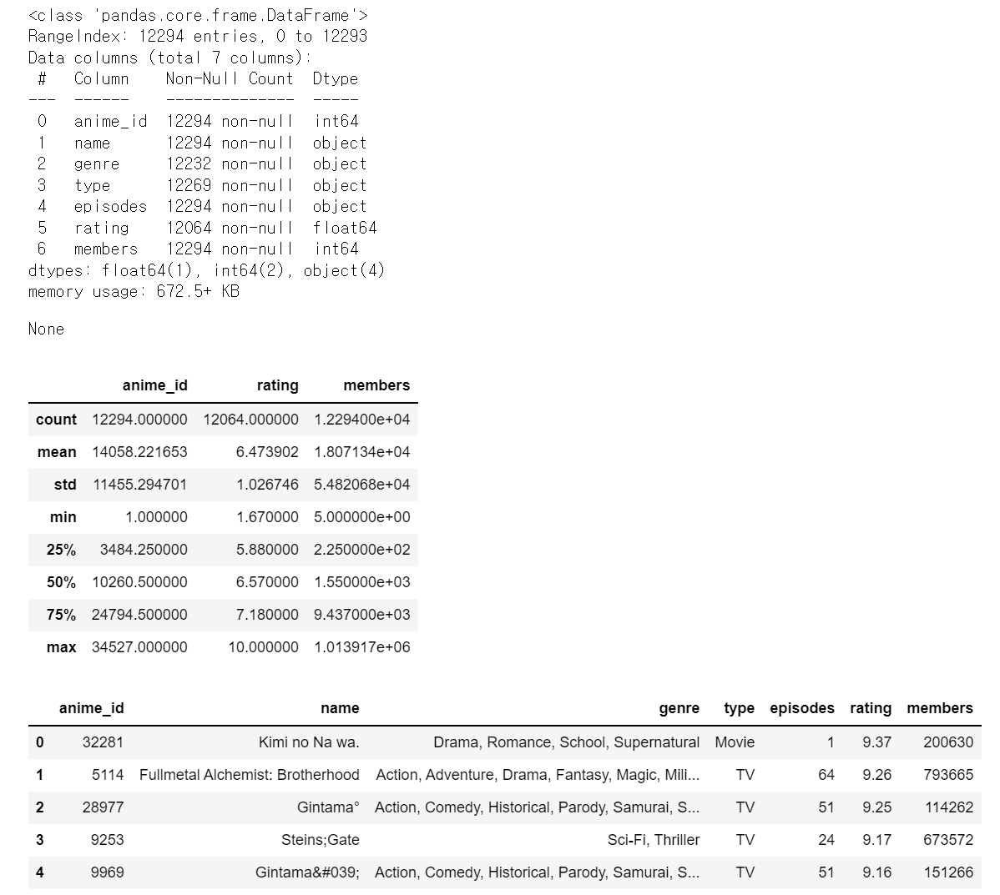 <class 'pandas.core.frame.DataFrame'>
RangeIndex: 12294 entries, 0 to 12293
Data columns (total 7 columns):
 #   Column    Non-Null Count  Dtype
---  ------    --------------  -----
 0   anime_id  12294 non-null  int64
 1   name      12294 non-null  object
 2   genre     12232 non-null  object
 3   type      12269 non-null  object
 4   episodes  12294 non-null  object
 5   rating    12064 non-null  float64
 6   members   12294 non-null  int64
dtypes: float64(1), int64(2), object(4)
memory usage: 672.5+ KB
None
anime_id rating members
count 12294.000000 12064.000000 1.229400e+04
mean 14058.221653 6.473902 1.807134e+04
std 11455.294701 1.026746 5.482068e+04
min 1.000000 1.670000 5.000000e+00
25% 3484.250000 5.880000 2.250000e+02
50% 10260.500000 6.570000 1.550000e+03
75% 24794.500000 7.180000 9.437000e+03
max 34527.000000 10.000000 1.013917e+06
anime_id name genre type episodes rating members
0 32281 Kimi no Na wa. Drama, Romance, School, Supernatural Movie 1 9.37 200630
1 5114 Fullmetal Alchemist: Brotherhood Action, Adventure, Drama, Fantasy, Magic, Mili... TV 64 9.26 793665
2 28977 Gintama° Action, Comedy, Historical, Parody, Samurai, S... TV 51 9.25 114262
3 9253 Steins;Gate Sci-Fi, Thriller TV 24 9.17 673572
4 9969 Gintama&#039; Action, Comedy, Historical, Parody, Samurai, S... TV 51 9.16 151266